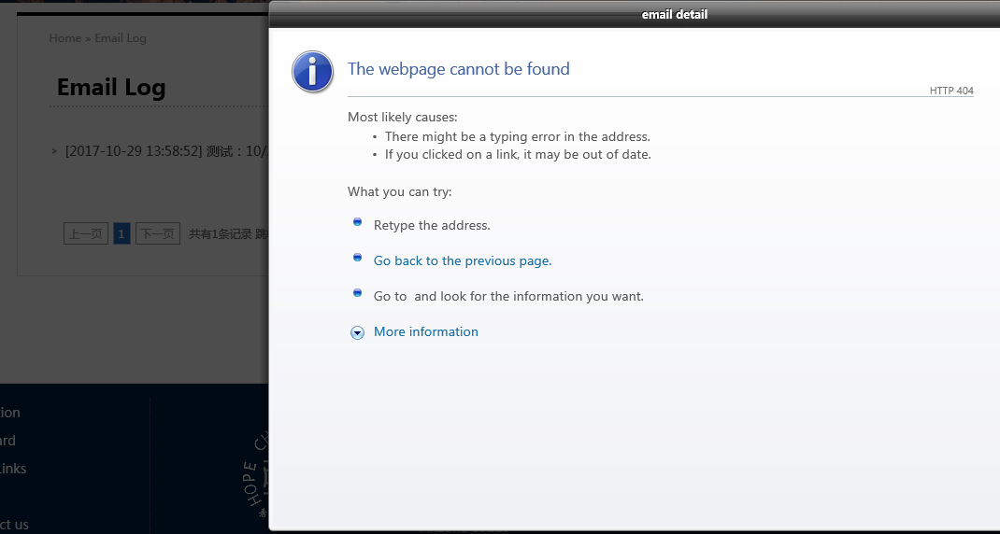 email detail
Home » Email Log
Email Log
> [2017-10-29 13:58:52] 测试：10/
上一页 1 下一页 共有1条记录
The webpage cannot be found
HTTP 404
Most likely causes:
• There might be a typing error in the address.
• If you clicked on a link, it may be out of date.
What you can try:
Retype the address.
Go back to the previous page.
Go to  and look for the information you want.
More information
ion
ard
Links
ct us
HOPE CH